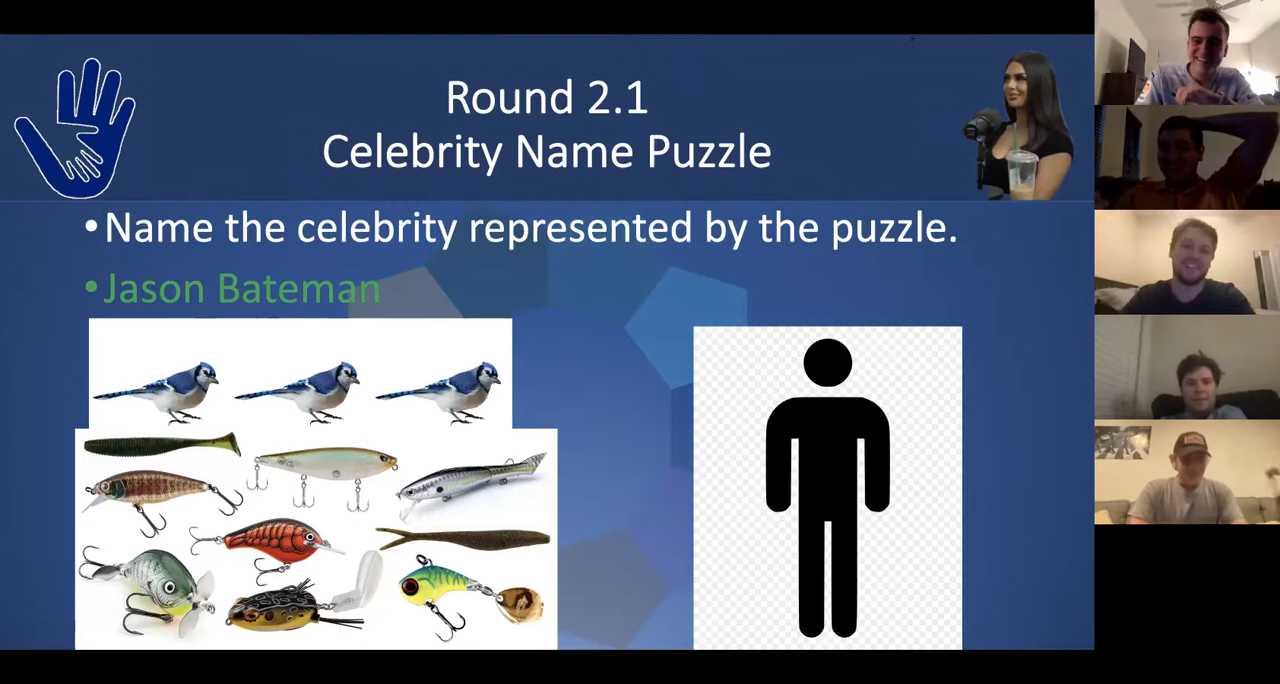 Round 2.1
Celebrity Name Puzzle
•Name the celebrity represented by the puzzle.
•Jason Bateman